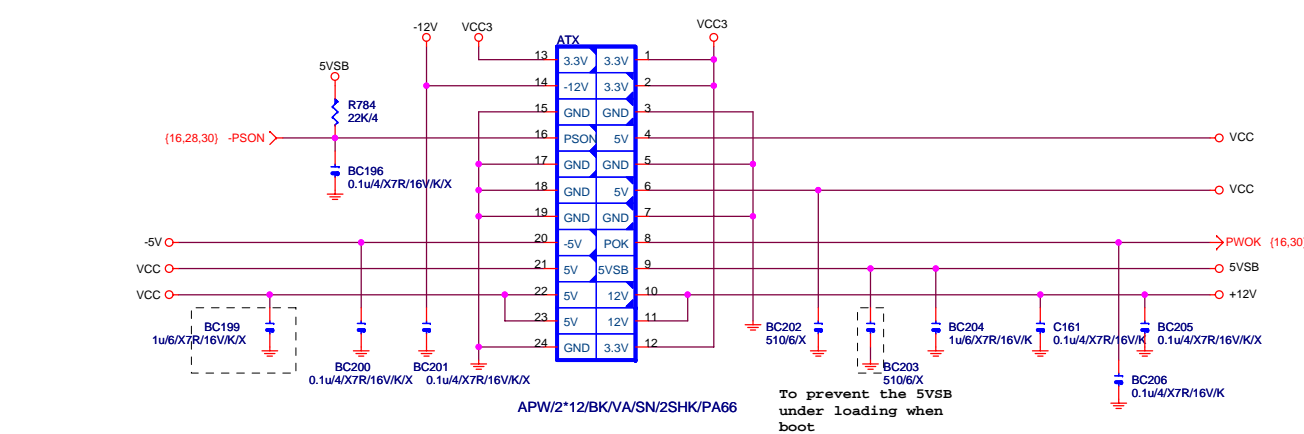 -12V
VCC3
VCC3
ATX
5VSB
R784
22K/4
{16,28,30} -PSON
BC196
0.1u/4/X7R/16V/K/X
13 3.3V 3.3V 1
14 -12V 3.3V 2
15 GND GND 3
16 PSON 5V 4
17 GND GND 5
18 GND 5V 6
19 GND GND 7
20 -5V POK 8
21 5V 5VSB 9
22 5V 12V 10
23 5V 12V 11
24 GND 3.3V 12
VCC
VCC
PWOK {16,30}
5VSB
+12V
-5V
VCC
VCC
BC199
1u/6/X7R/16V/K/X
BC200
0.1u/4/X7R/16V/K/X
BC201
0.1u/4/X7R/16V/K/X
BC202
510/6/X
BC203
510/6/X
BC204
1u/6/X7R/16V/K
C161
0.1u/4/X7R/16V/K/X
BC205
0.1u/4/X7R/16V/K/X
BC206
0.1u/4/X7R/16V/K
APW/2*12/BK/VA/SN/2SHK/PA66
To prevent the 5VSB
under loading when
boot